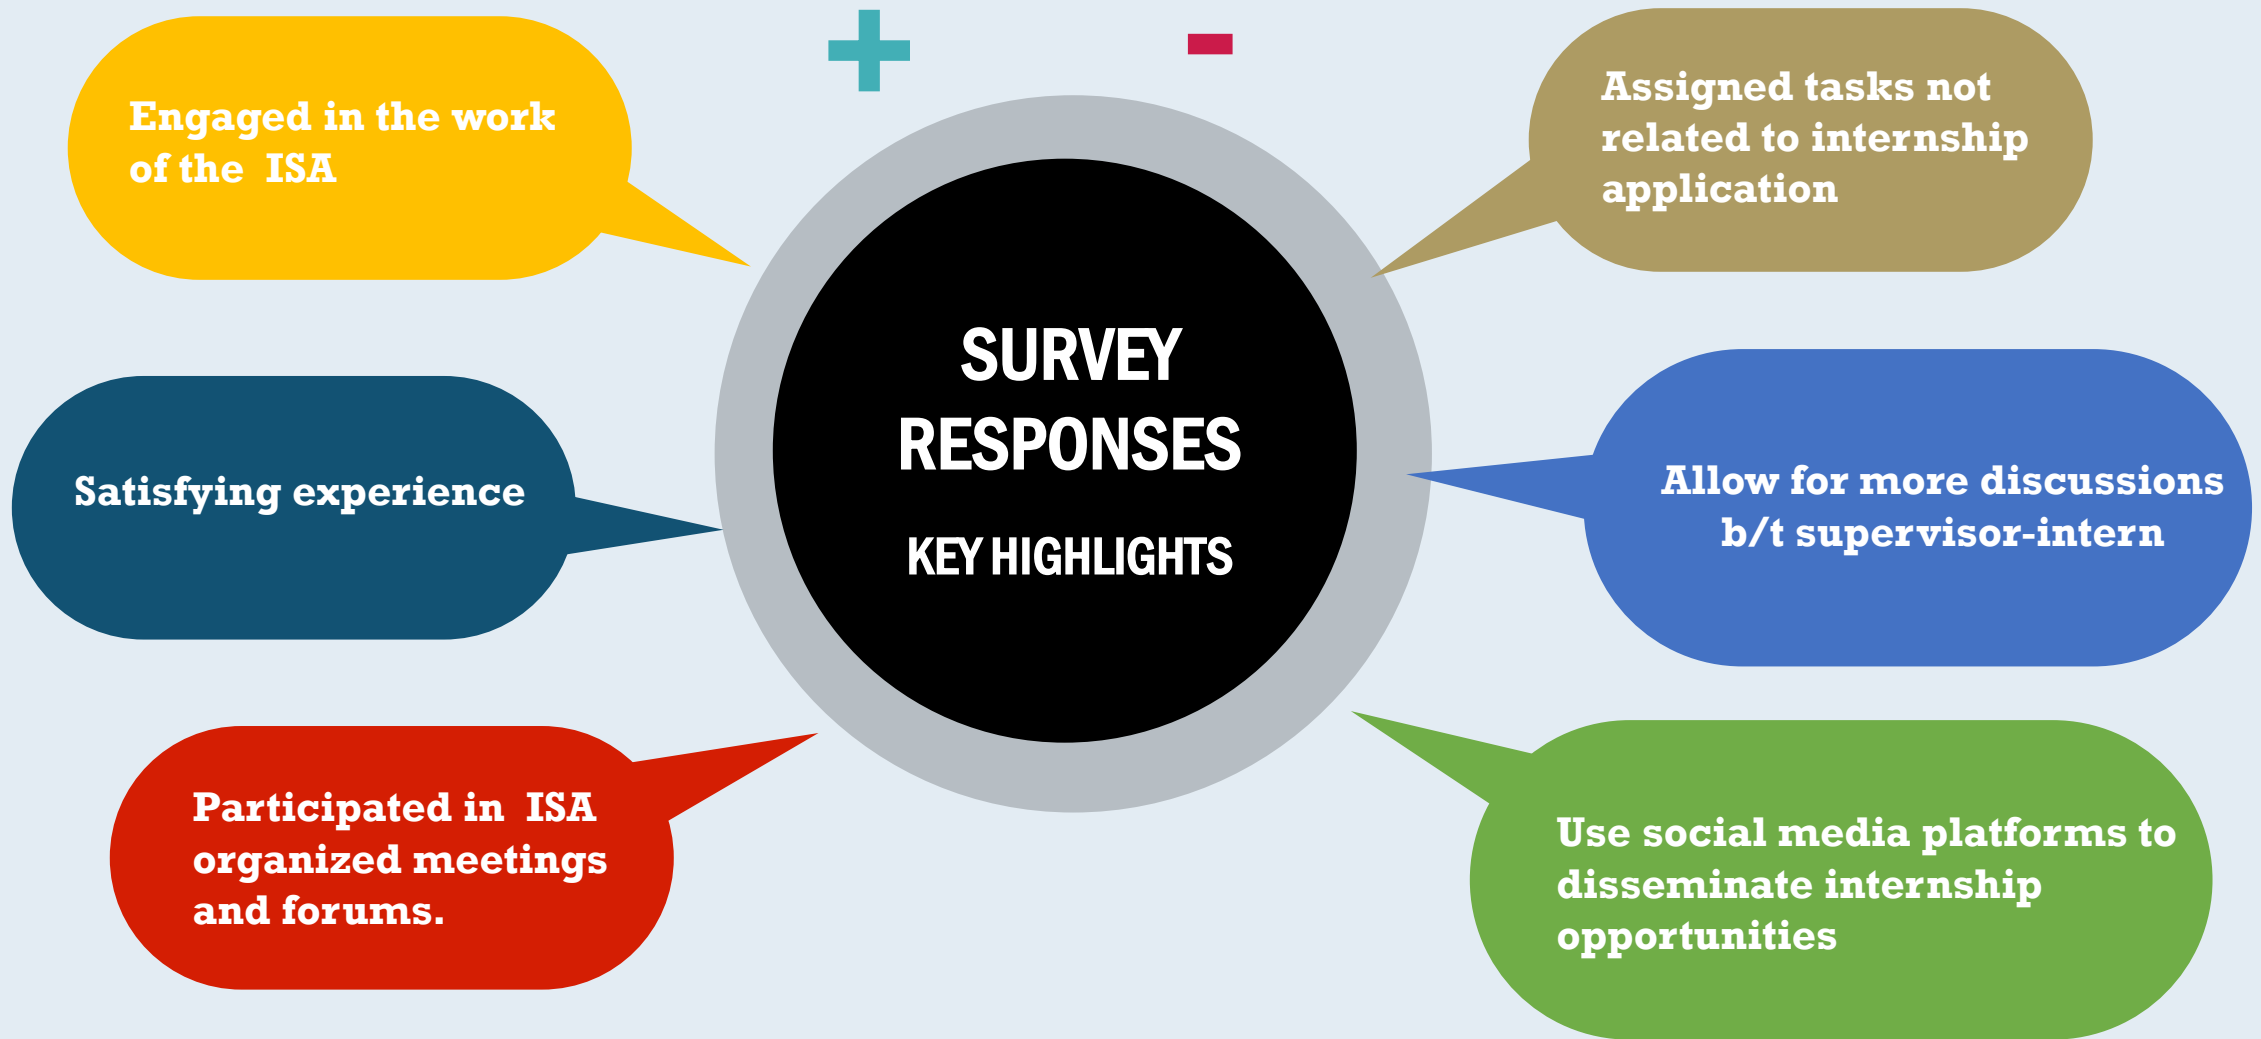 +
-
Engaged in the work
of the ISA
Satisfying experience
Participated in ISA
organized meetings
and forums.
SURVEY
RESPONSES
KEY HIGHLIGHTS
Assigned tasks not
related to internship
application
Allow for more discussions
b/t supervisor-intern
Use social media platforms to
disseminate internship
opportunities